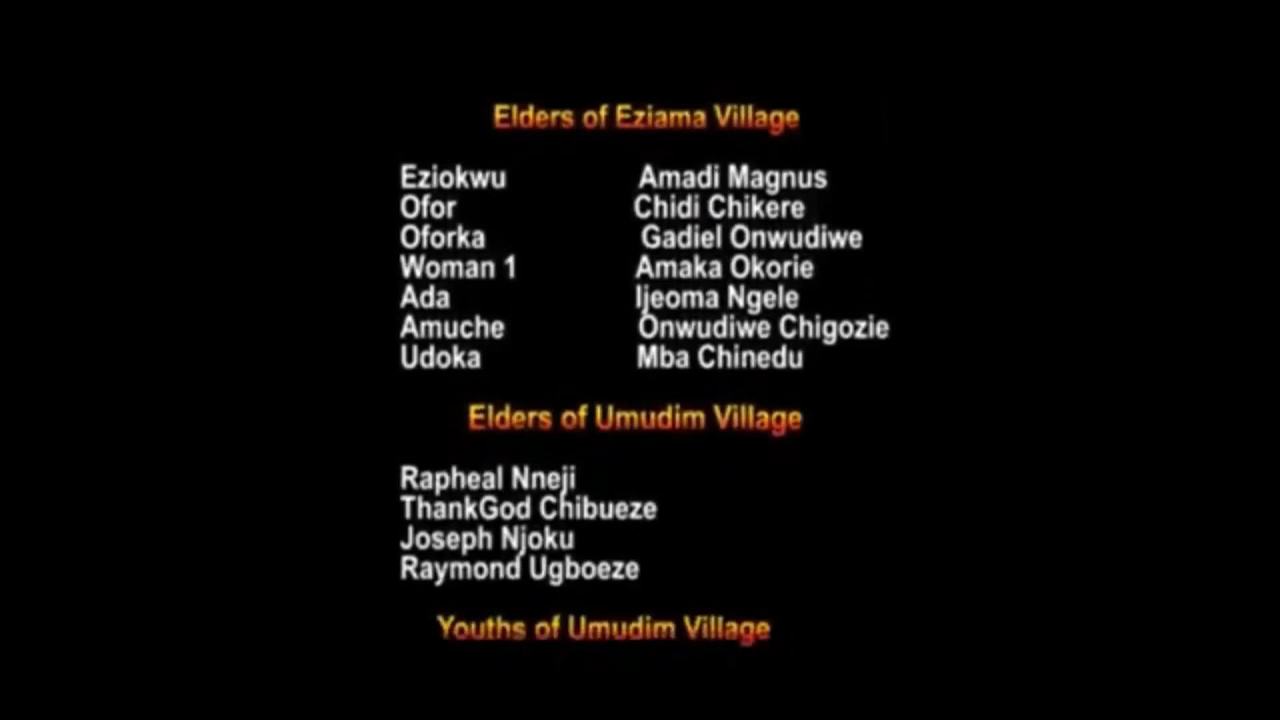 Elders of Eziama Village
Eziokwu Amadi Magnus
Ofor Chidi Chikere
Oforka Gadiel Onwudiwe
Woman 1 Amaka Okorie
Ada Ijeoma Ngele
Amuche Onwudiwe Chigozie
Udoka Mba Chinedu
Elders of Umudim Village
Rapheal Nneji
ThankGod Chibueze
Joseph Njoku
Raymond Ugboeze
Youths of Umudim Village